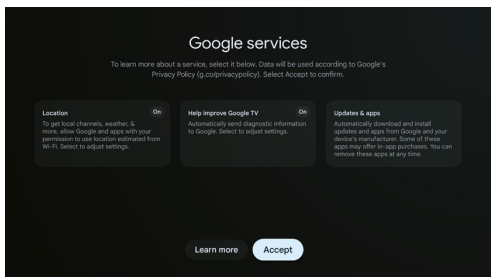 Google services
To learn more about a service, select it below. Data will be used according to Google's
Privacy Policy (g.co/privacypolicy). Select Accept to confirm.
Location
On
To get local channels, weather, &
more, allow Google and apps with your
permission to use location estimated from
Wi-Fi. Select to adjust settings.
Help improve Google TV
On
Automatically send diagnostic information
to Google. Select to adjust settings.
Updates & apps
Automatically download and install
updates and apps from Google and your
device's manufacturer. Some of these
apps may offer in-app purchases. You can
remove these apps at any time.
Learn more
Accept